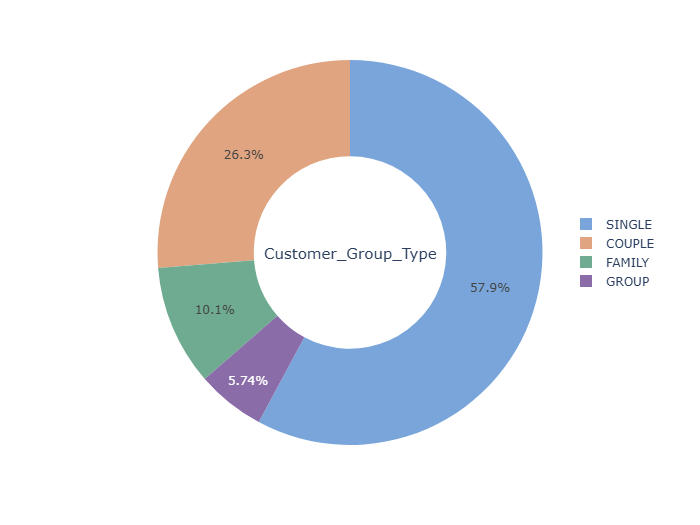 26.3%
Customer_Group_Type
57.9%
10.1%
5.74%
SINGLE
COUPLE
FAMILY
GROUP